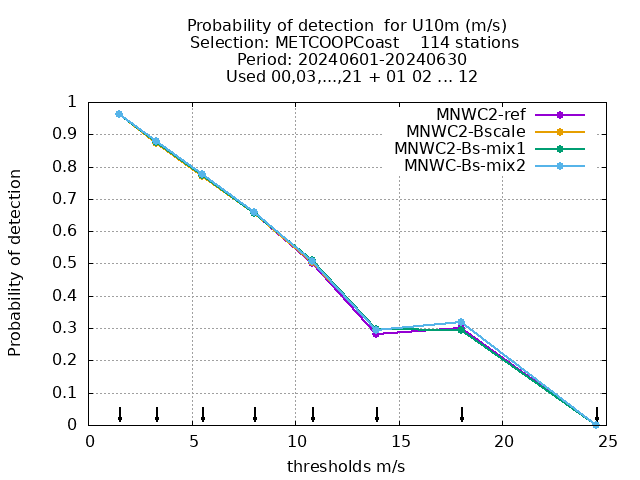 Probability of detection  for U10m (m/s)
Selection: METCOOPCoast    114 stations
Period: 20240601-20240630
Used 00,03,...,21 + 01 02 ... 12
MNWC2-ref
MNWC2-Bscale
MNWC2-Bs-mix1
MNWC-Bs-mix2
Probability of detection
1
0.9
0.8
0.7
0.6
0.5
0.4
0.3
0.2
0.1
0
0 5 10 15 20 25
thresholds m/s